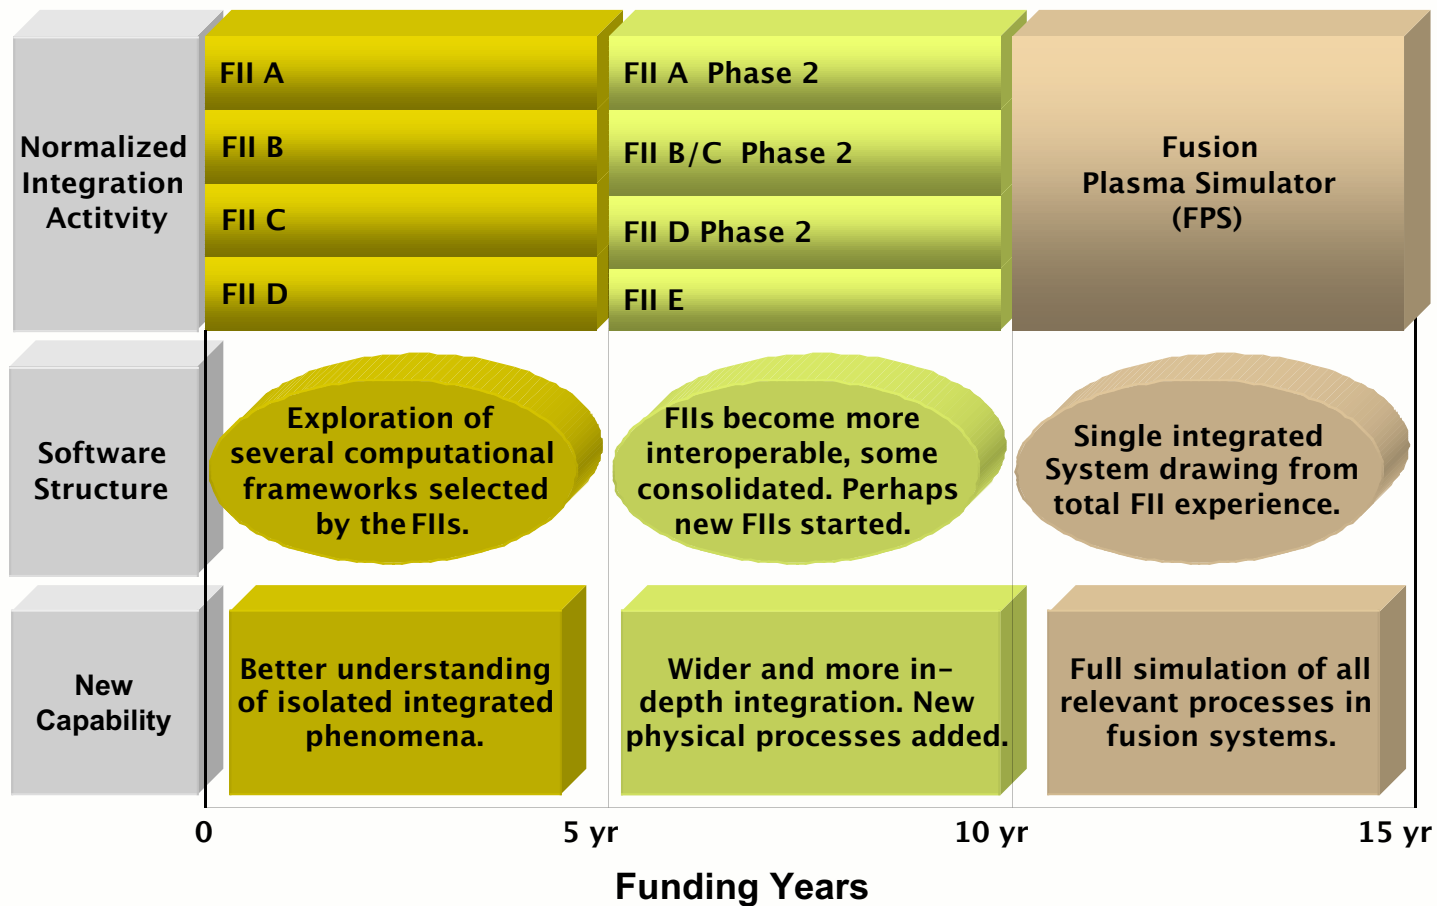 Normalized
Integration
Actitvity
FII A
FII B
FII C
FII D
FII A Phase 2
FII B/C Phase 2
FII D Phase 2
FII E
Fusion
Plasma Simulator
(FPS)
Software
Structure
Exploration of
several computational
frameworks selected
by the FIIs.
FIIs become more
interoperable, some
consolidated. Perhaps
new FIIs started.
Single integrated
System drawing from
total FII experience.
New
Capability
Better understanding
of isolated integrated
phenomena.
Wider and more in-
depth integration. New
physical processes added.
Full simulation of all
relevant processes in
fusion systems.
0
5 yr
10 yr
15 yr
Funding Years